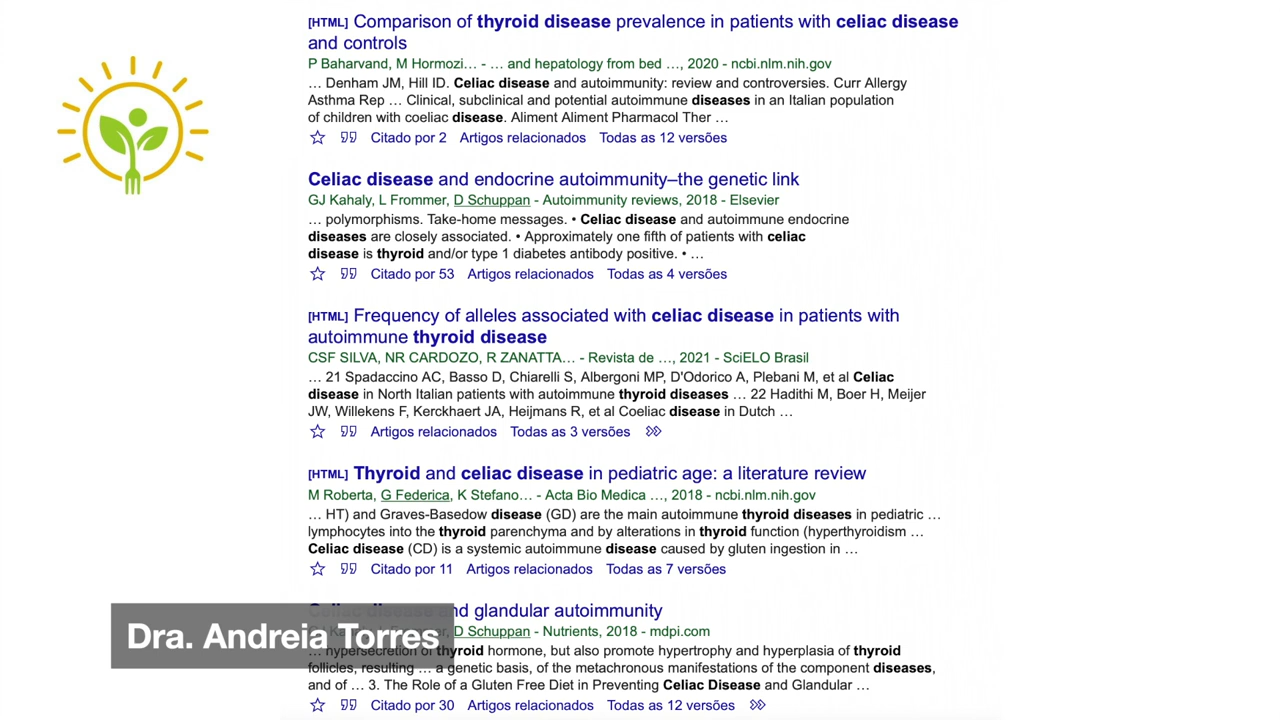 [HTML] Comparison of thyroid disease prevalence in patients with celiac disease
and controls
P Baharvand, M Hormozi… - … and hepatology from bed …, 2020 - ncbi.nlm.nih.gov
… Denham JM, Hill ID. Celiac disease and autoimmunity: review and controversies. Curr Allergy
Asthma Rep … Clinical, subclinical and potential autoimmune diseases in an Italian population
of children with coeliac disease. Aliment Aliment Pharmacol Ther …
Citado por 2 Artigos relacionados Todas as 12 versões
Celiac disease and endocrine autoimmunity–the genetic link
GJ Kahaly, L Frommer, D Schuppan - Autoimmunity reviews, 2018 - Elsevier
… polymorphisms. Take-home messages. • Celiac disease and autoimmune endocrine
diseases are closely associated. • Approximately one fifth of patients with celiac
disease is thyroid and/or type 1 diabetes antibody positive. • …
Citado por 53 Artigos relacionados Todas as 4 versões
[HTML] Frequency of alleles associated with celiac disease in patients with
autoimmune thyroid disease
CSF SILVA, NR CARDOZO, R ZANATTA… - Revista de …, 2021 - SciELO Brasil
… 21 Spadaccino AC, Basso D, Chiarelli S, Albergoni MP, D'Odorico A, Plebani M, et al Celiac
disease in North Italian patients with autoimmune thyroid diseases … 22 Hadithi M, Boer H, Meijer
JW, Willekens F, Kerckhaert JA, Heijmans R, et al Coeliac disease in Dutch …
Artigos relacionados Todas as 3 versões
[HTML] Thyroid and celiac disease in pediatric age: a literature review
M Roberta, G Federica, K Stefano… - Acta Bio Medica …, 2018 - ncbi.nlm.nih.gov
… HT) and Graves-Basedow disease (GD) are the main autoimmune thyroid diseases in pediatric …
lymphocytes into the thyroid parenchyma and by alterations in thyroid function (hyperthyroidism …
Celiac disease (CD) is a systemic autoimmune disease caused by gluten ingestion in …
Citado por 11 Artigos relacionados Todas as 7 versões
Celiac disease and glandular autoimmunity
D Schuppan - Nutrients, 2018 - mdpi.com
Dra. Andreia Torres
… hypersecretion of thyroid hormone, but also promote hypertrophy and hyperplasia of thyroid
follicles, resulting … a genetic basis, of the metachronous manifestations of the component diseases,
and of … 3. The Role of a Gluten Free Diet in Preventing Celiac Disease and Glandular …
Citado por 30 Artigos relacionados Todas as 12 versões